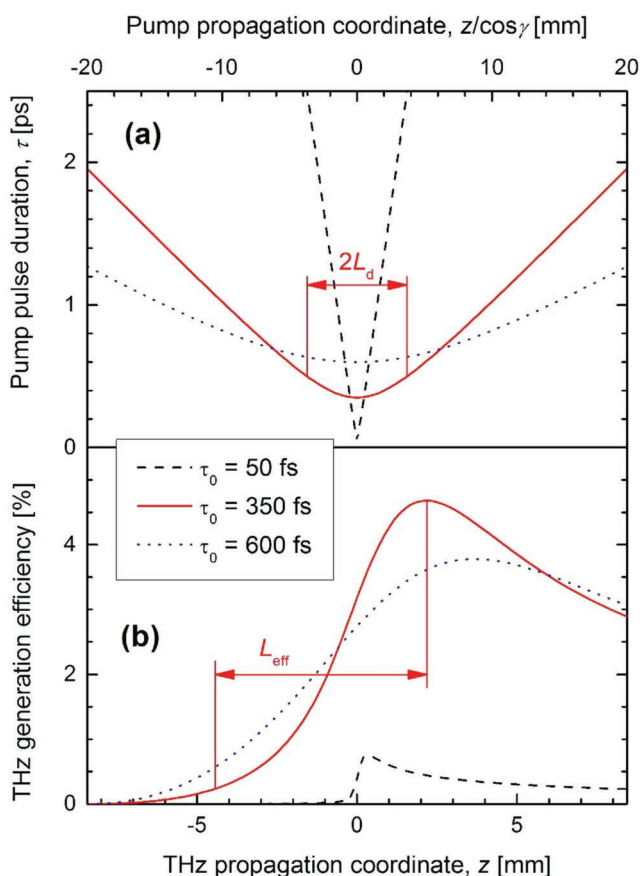 Pump propagation coordinate, z/cosγ [mm]
-20 -10 0 10 20
(a)
Pump pulse duration, τ [ps]
2
1
0
2L_d
τ_0 = 50 fs
τ_0 = 350 fs
τ_0 = 600 fs
THz generation efficiency [%]
4
2
0
(b)
L_eff
-5 0 5
THz propagation coordinate, z [mm]